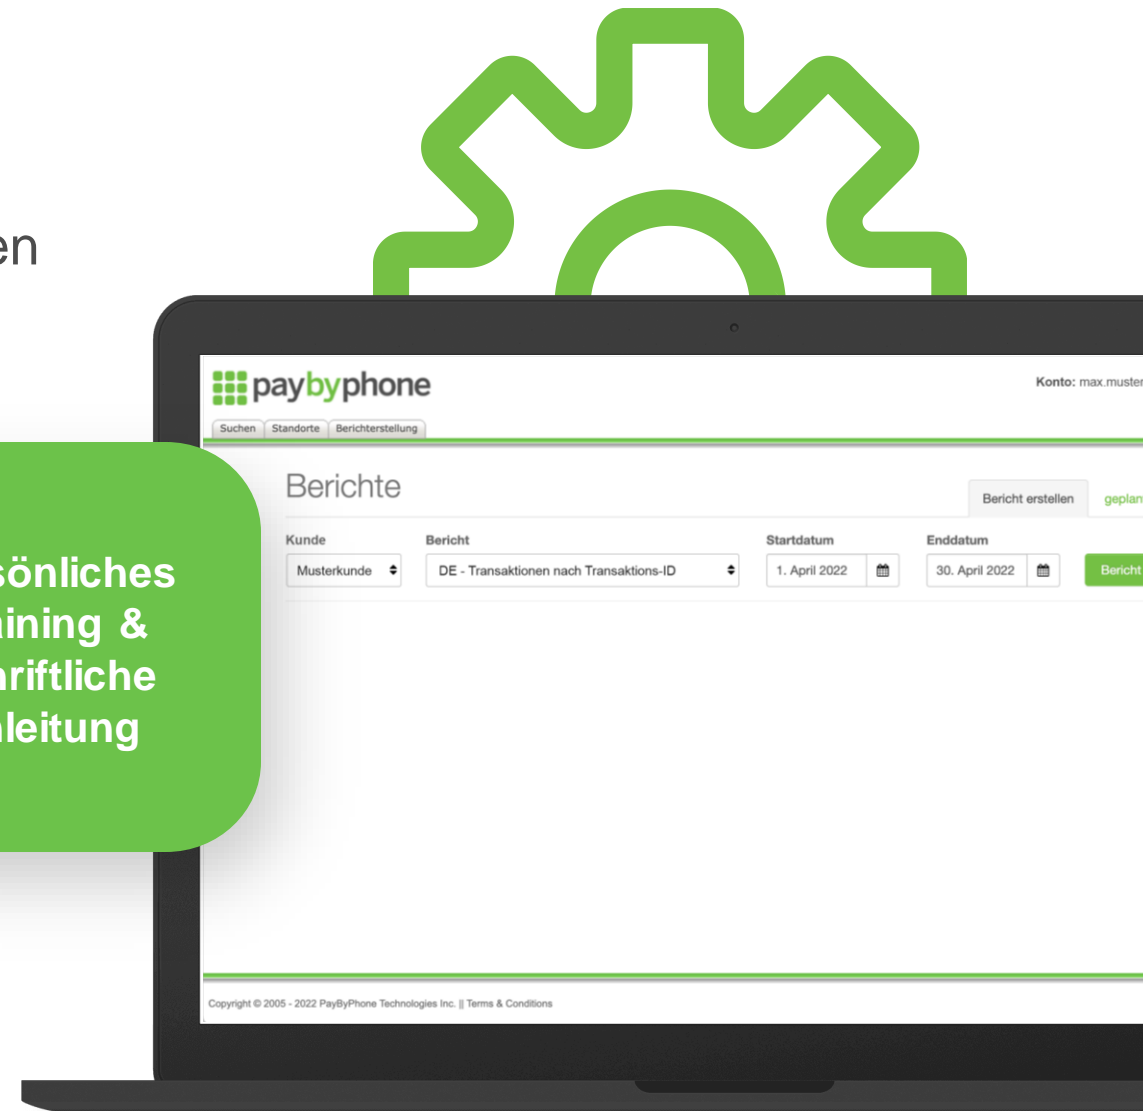 en
paybyphone
Konto: max.muster
Suchen Standorte Berichterstellung
Berichte
Bericht erstellen geplan
Kunde Bericht Startdatum Enddatum
Musterkunde DE - Transaktionen nach Transaktions-ID 1. April 2022 30. April 2022 Bericht
sönliches
aining &
hriftliche
leitung
Copyright © 2005 - 2022 PayByPhone Technologies Inc. || Terms & Conditions